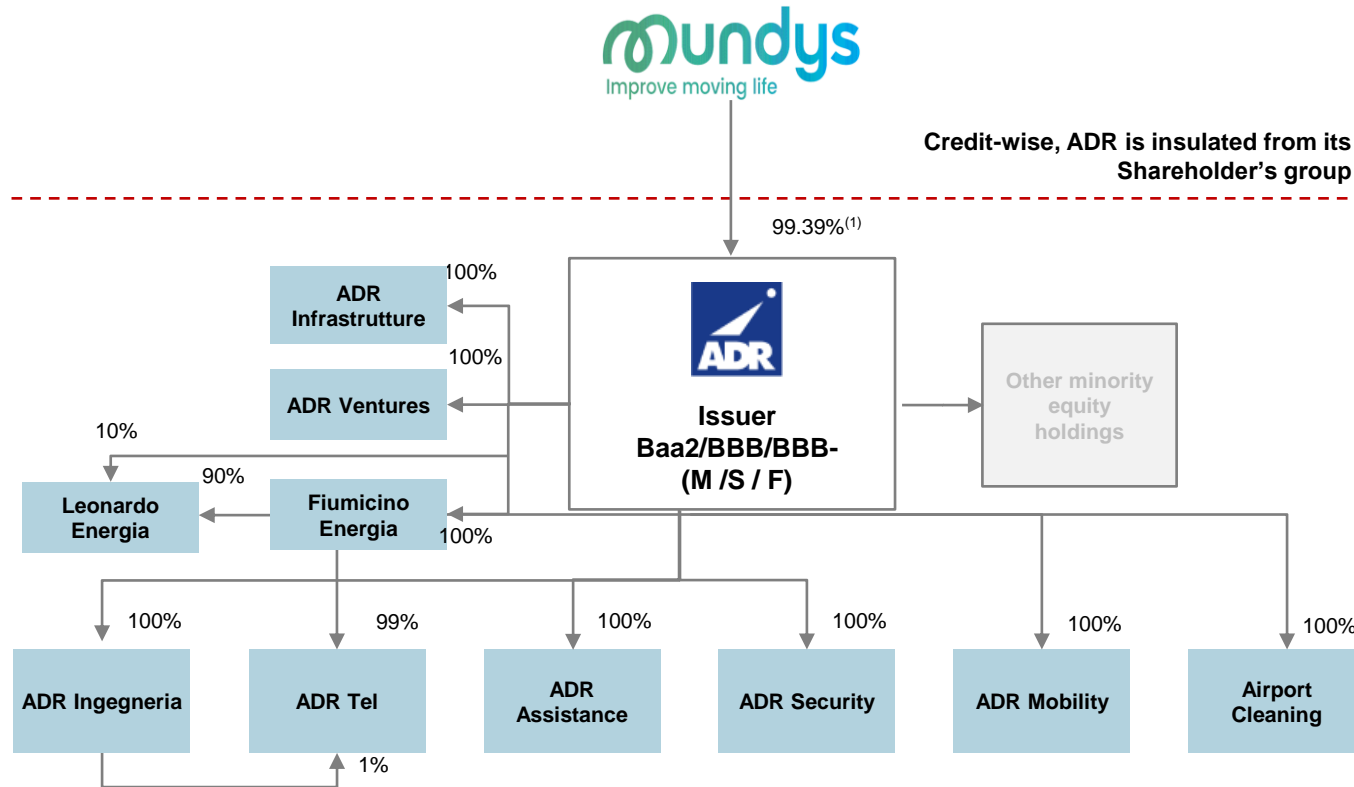 mundys
Improve moving life
Credit-wise, ADR is insulated from its
Shareholder's group
99.39%(1)
100%
ADR
Infrastrutture
ADR
Other minority
equity
holdings
100%
ADR Ventures
Issuer
Baa2/BBB/BBB-
(M /S / F)
10%
90%
Leonardo
Energia
Fiumicino
Energia
100%
100%
99%
100%
100%
100%
100%
ADR Ingegneria
ADR Tel
ADR
Assistance
ADR Security
ADR Mobility
Airport
Cleaning
1%